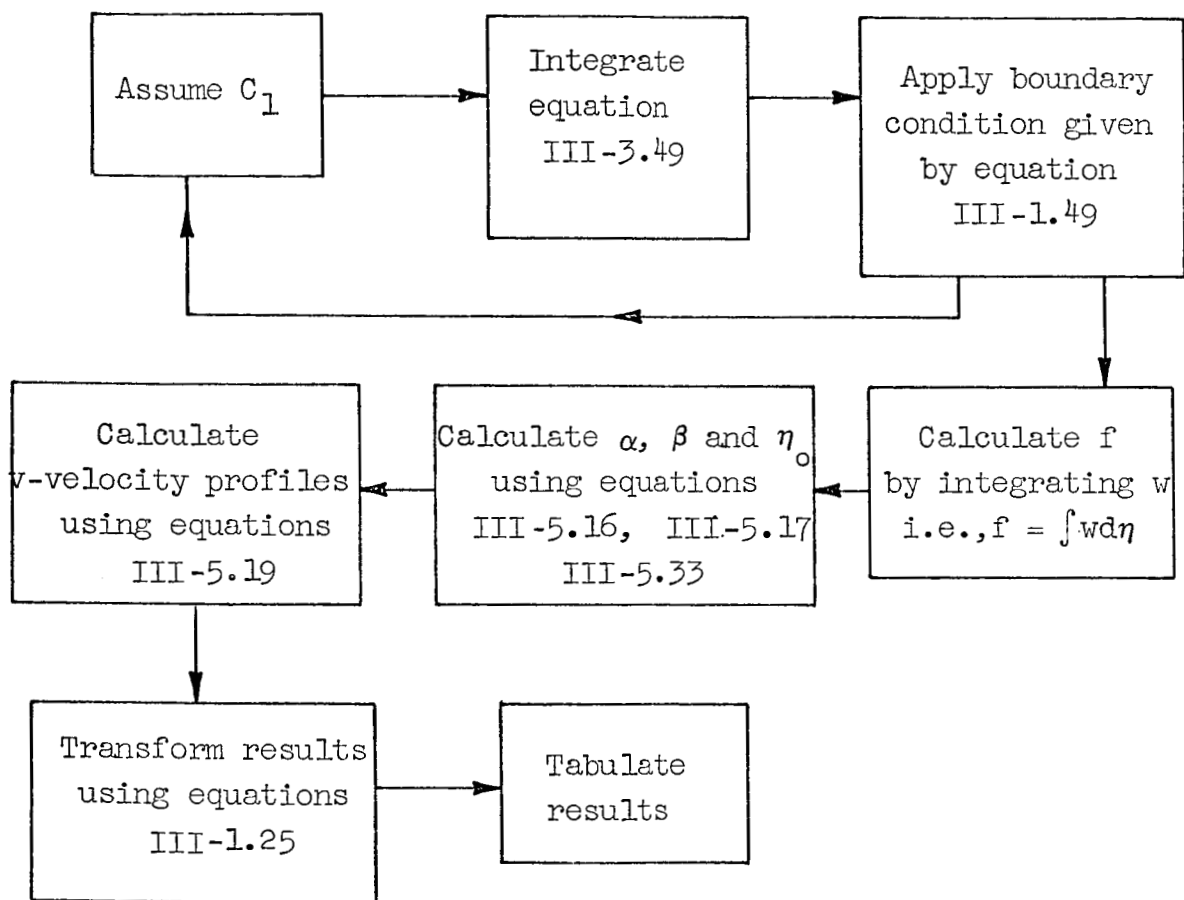 Assume C1
Integrate
equation
III-3.49
Apply boundary
condition given
by equation
III-1.49
Calculate f
by integrating w
i.e., f = ∫wdη
Calculate α, β and ηo
using equations
III-5.16, III-5.17
III-5.33
Calculate
v-velocity profiles
using equations
III-5.19
Transform results
using equations
III-1.25
Tabulate
results